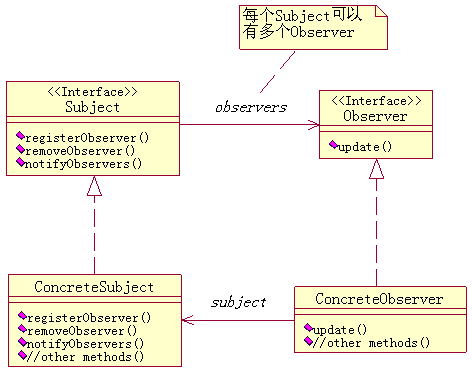 每个Subject可以
有多个Observer
<<Interface>>
Subject
registerObserver()
removeObserver()
notifyObservers()
observers
<<Interface>>
Observer
update()
ConcreteSubject
registerObserver()
removeObserver()
notifyObservers()
//other methods()
subject
ConcreteObserver
update()
//other methods()